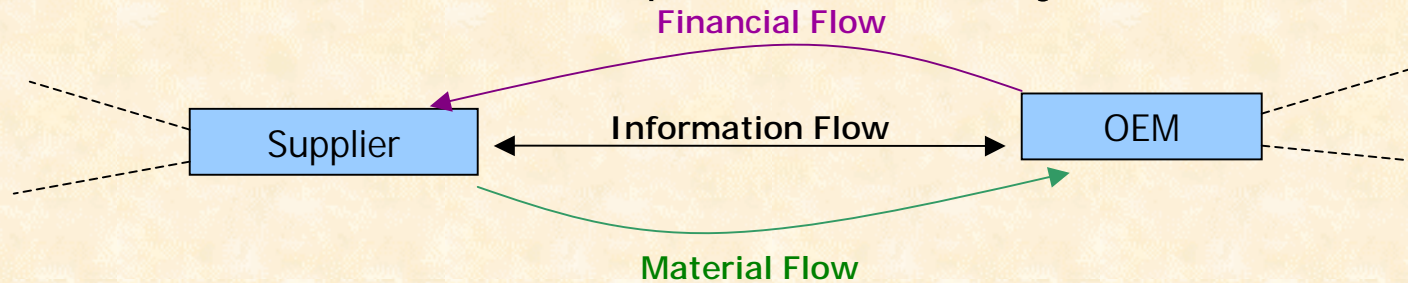 Financial Flow
Supplier
Information Flow
OEM
Material Flow